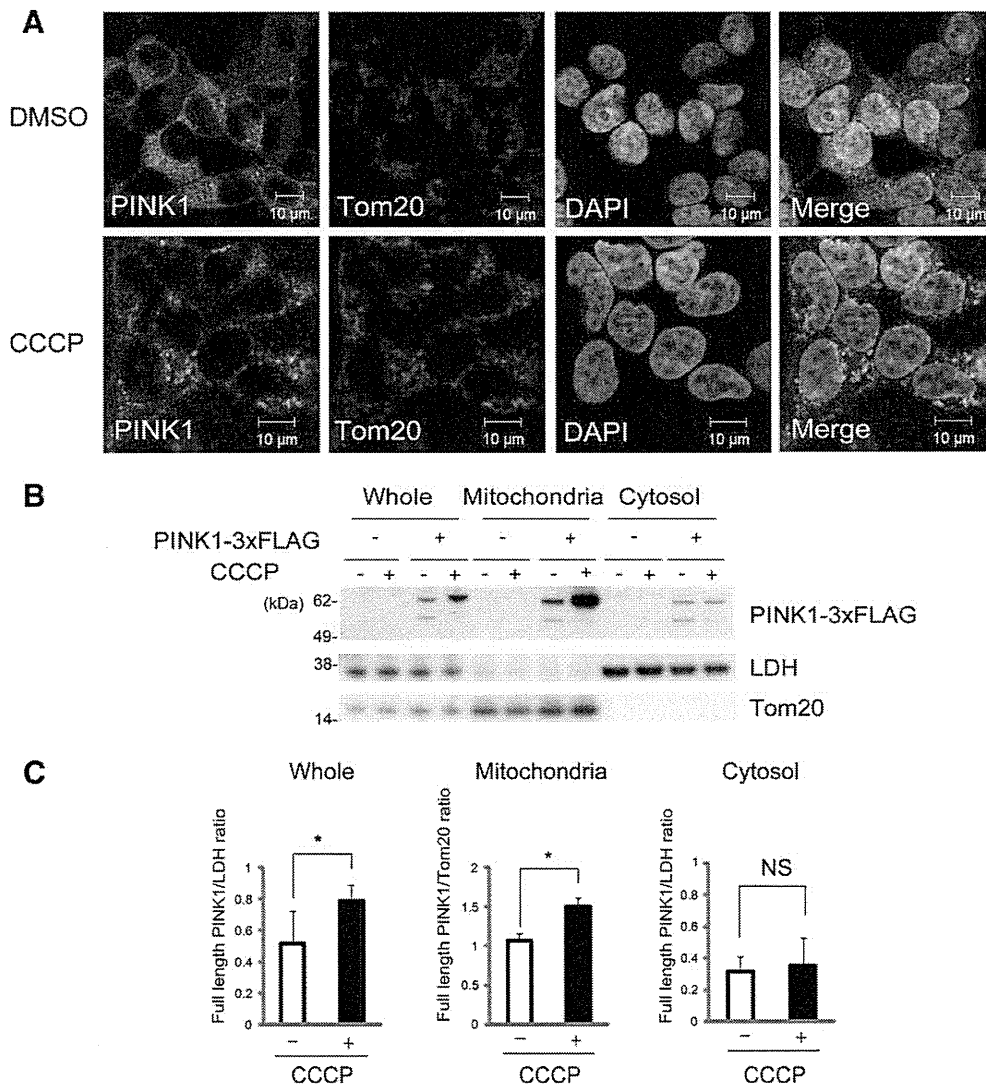 A
DMSO
PINK1
10 µm
Tom20
10 µm
DAPI
10 µm
Merge
10 µm
CCCP
PINK1
10 µm
Tom20
10 µm
DAPI
10 µm
Merge
10 µm
B
Whole Mitochondria Cytosol
PINK1-3xFLAG - + - + - +
CCCP - + - + - + - + - + - +
(kDa) 62-
PINK1-3xFLAG
49-
38-
LDH
14-
Tom20
C
Whole Mitochondria Cytosol
Full length PINK1/LDH ratio
1
0.8
0.6
0.4
0.2
0
*
- +
CCCP
Full length PINK1/Tom20 ratio
2
1.5
1
0.5
0
*
- +
CCCP
Full length PINK1/LDH ratio
1
0.8
0.6
0.4
0.2
0
NS
- +
CCCP